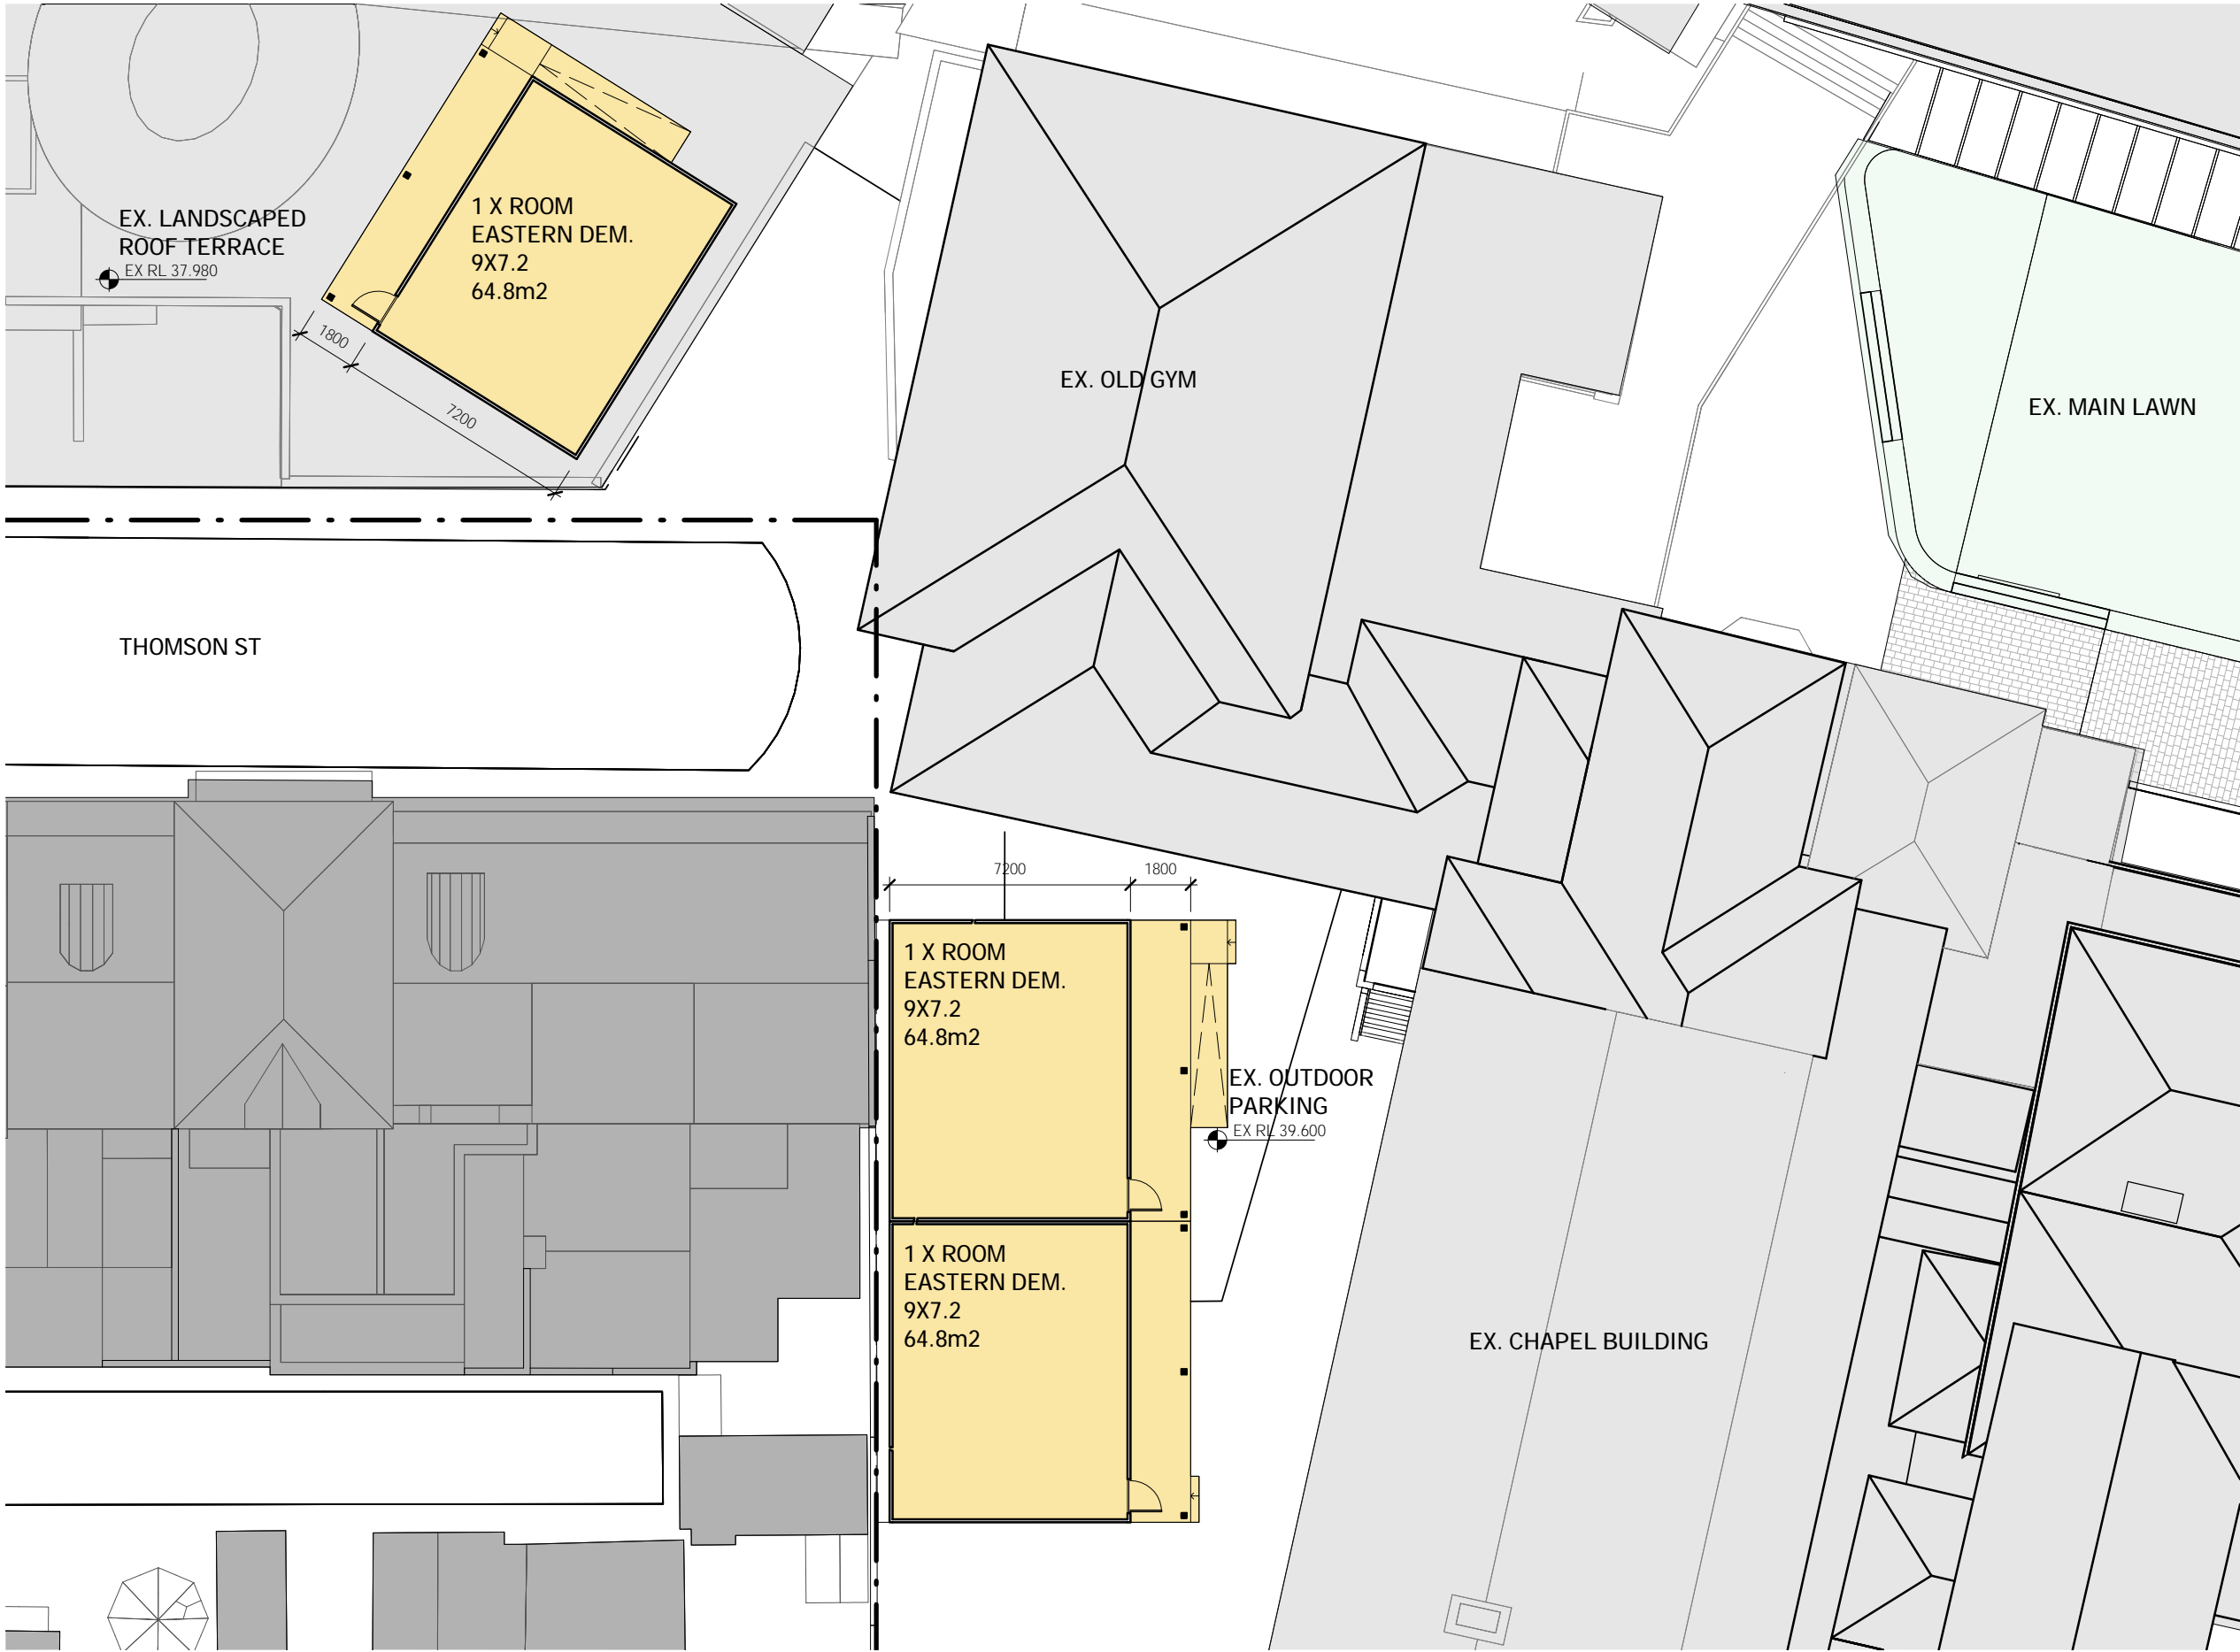 EX. LANDSCAPED
ROOF TERRACE
EX RL 37.980
1 X ROOM
EASTERN DEM.
9X7.2
64.8m2
1800
7200
EX. OLD GYM
EX. MAIN LAWN
THOMSON ST
7200
1800
1 X ROOM
EASTERN DEM.
9X7.2
64.8m2
EX. OUTDOOR
PARKING
EX RL 39.600
1 X ROOM
EASTERN DEM.
9X7.2
64.8m2
EX. CHAPEL BUILDING